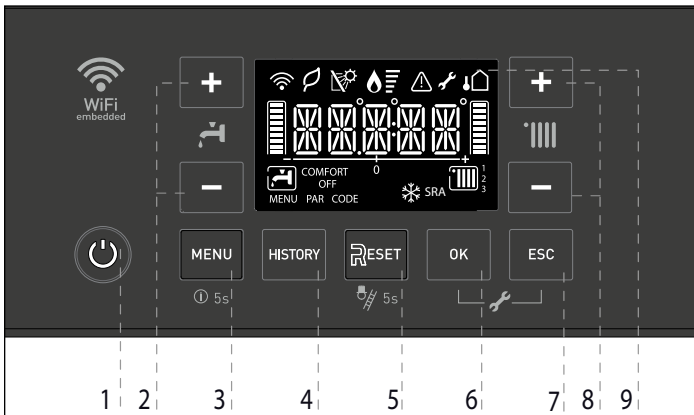 WiFi
embedded
+
+
- 0 +
COMFORT
OFF
MENU PAR CODE
SRA
1
2
3
−
−
MENU
HISTORY
RESET
OK
ESC
5s
5s
1 2 3 4 5 6 7 8 9